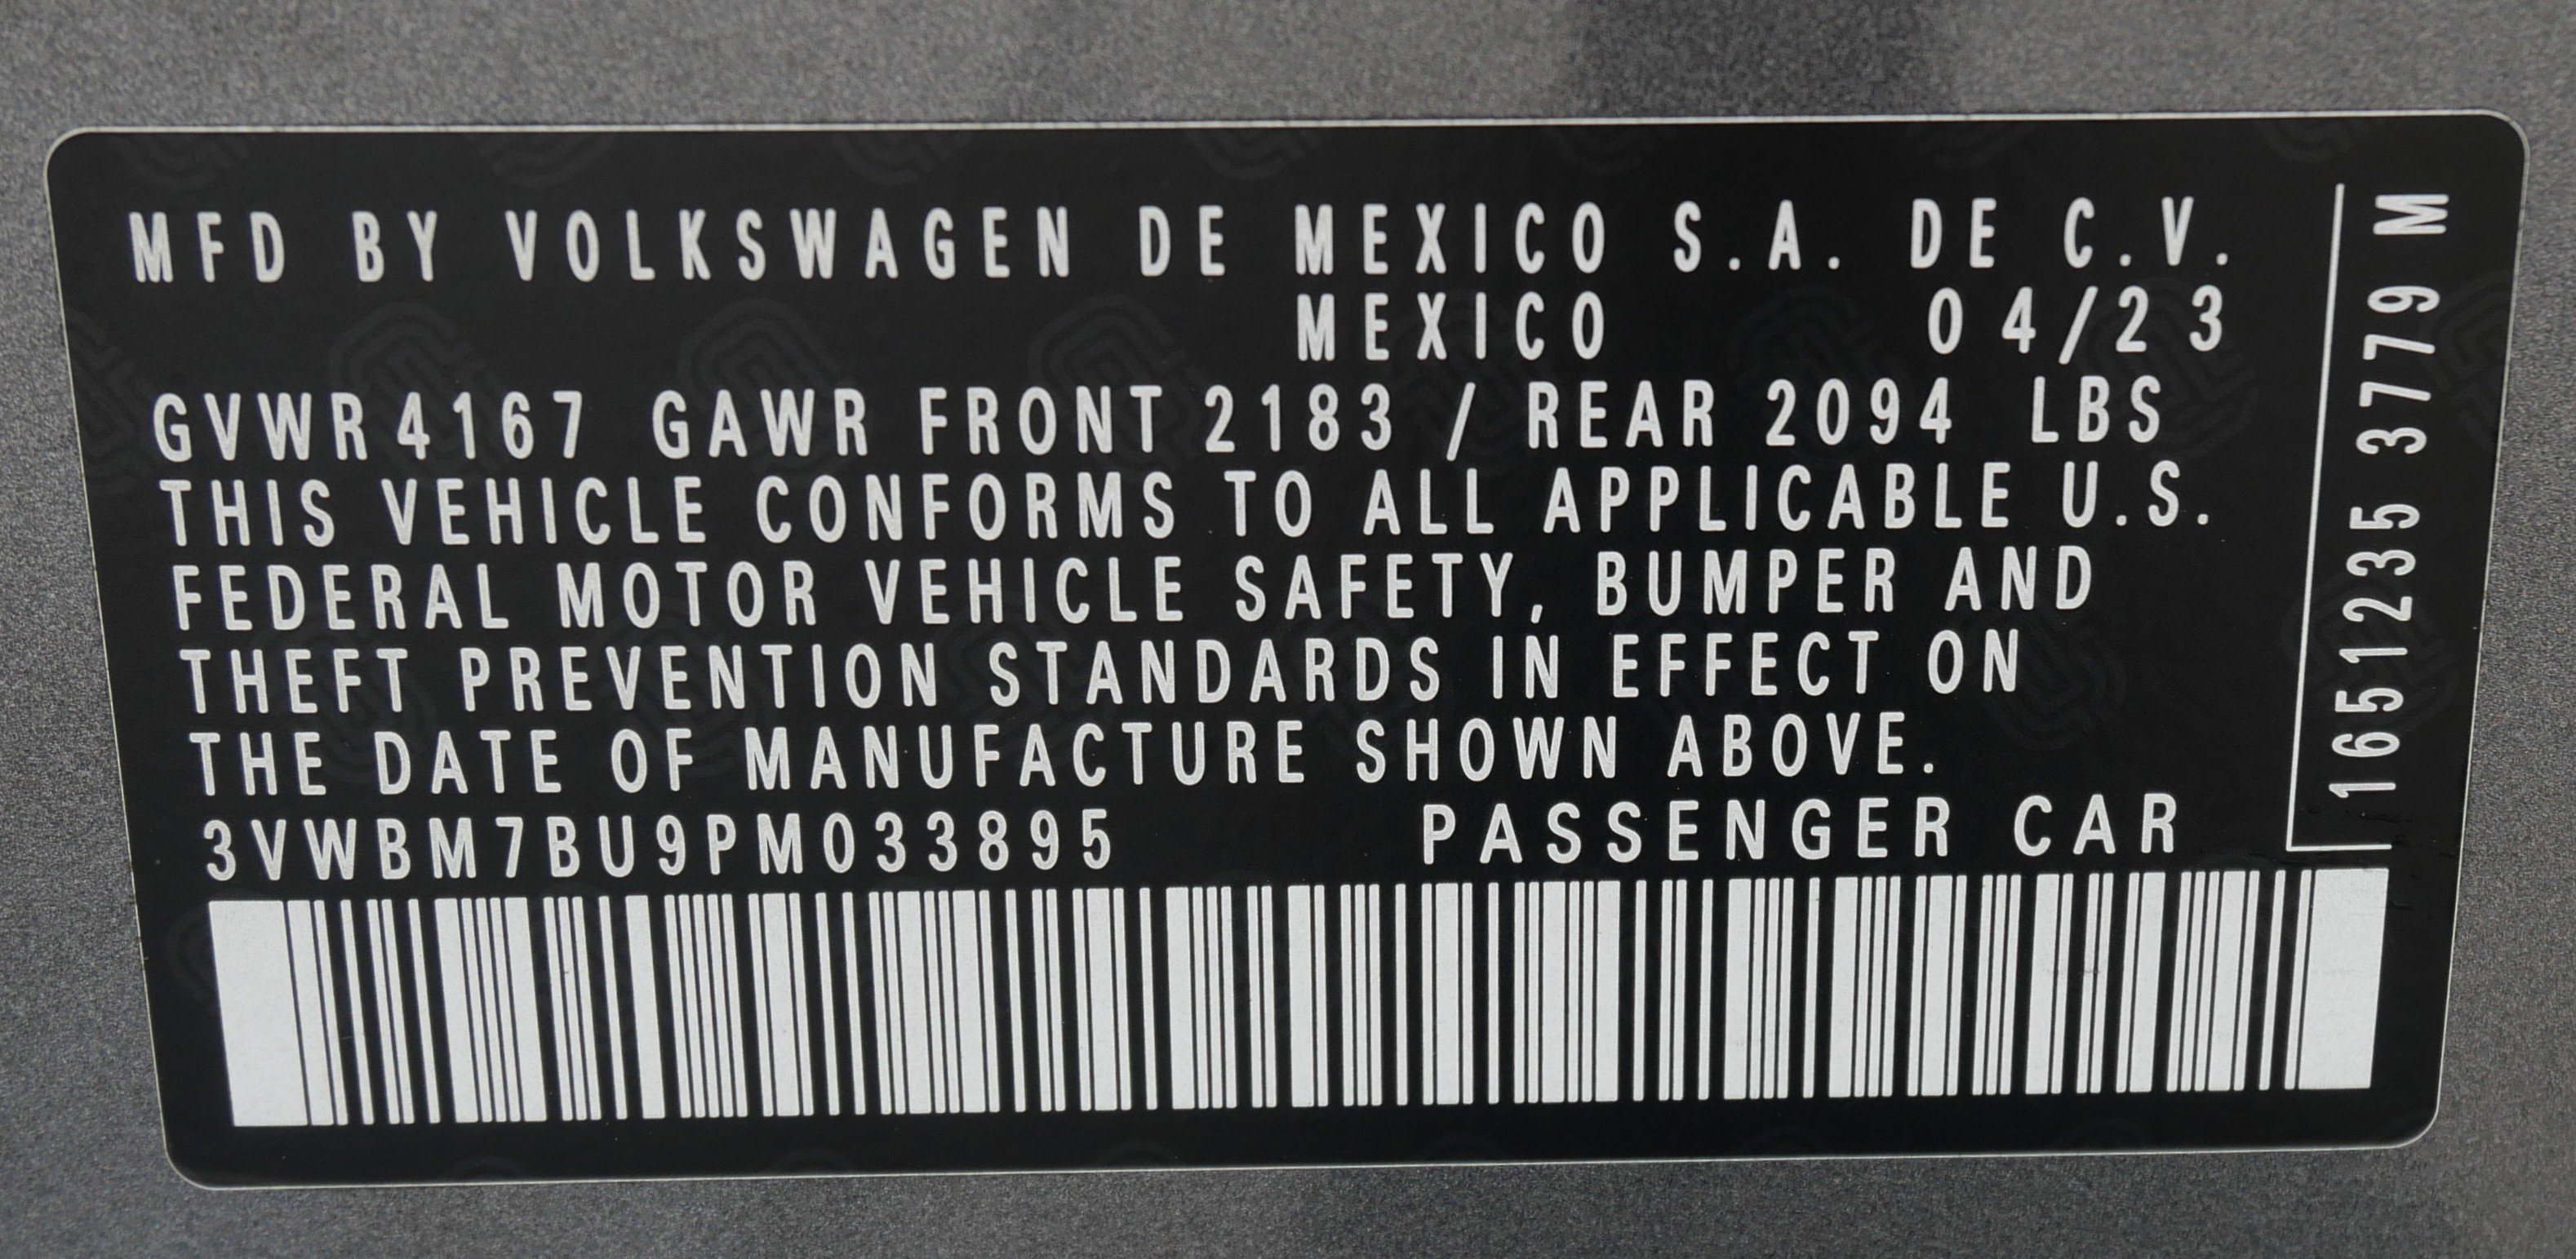 MFD BY VOLKSWAGEN DE MEXICO S.A. DE C.V.
MEXICO 04/23
GVWR 4167 GAWR FRONT 2183 / REAR 2094 LBS
THIS VEHICLE CONFORMS TO ALL APPLICABLE U.S.
FEDERAL MOTOR VEHICLE SAFETY, BUMPER AND
THEFT PREVENTION STANDARDS IN EFFECT ON
THE DATE OF MANUFACTURE SHOWN ABOVE.
3VWBM7BU9PM033895 PASSENGER CAR
1651235 3779 M